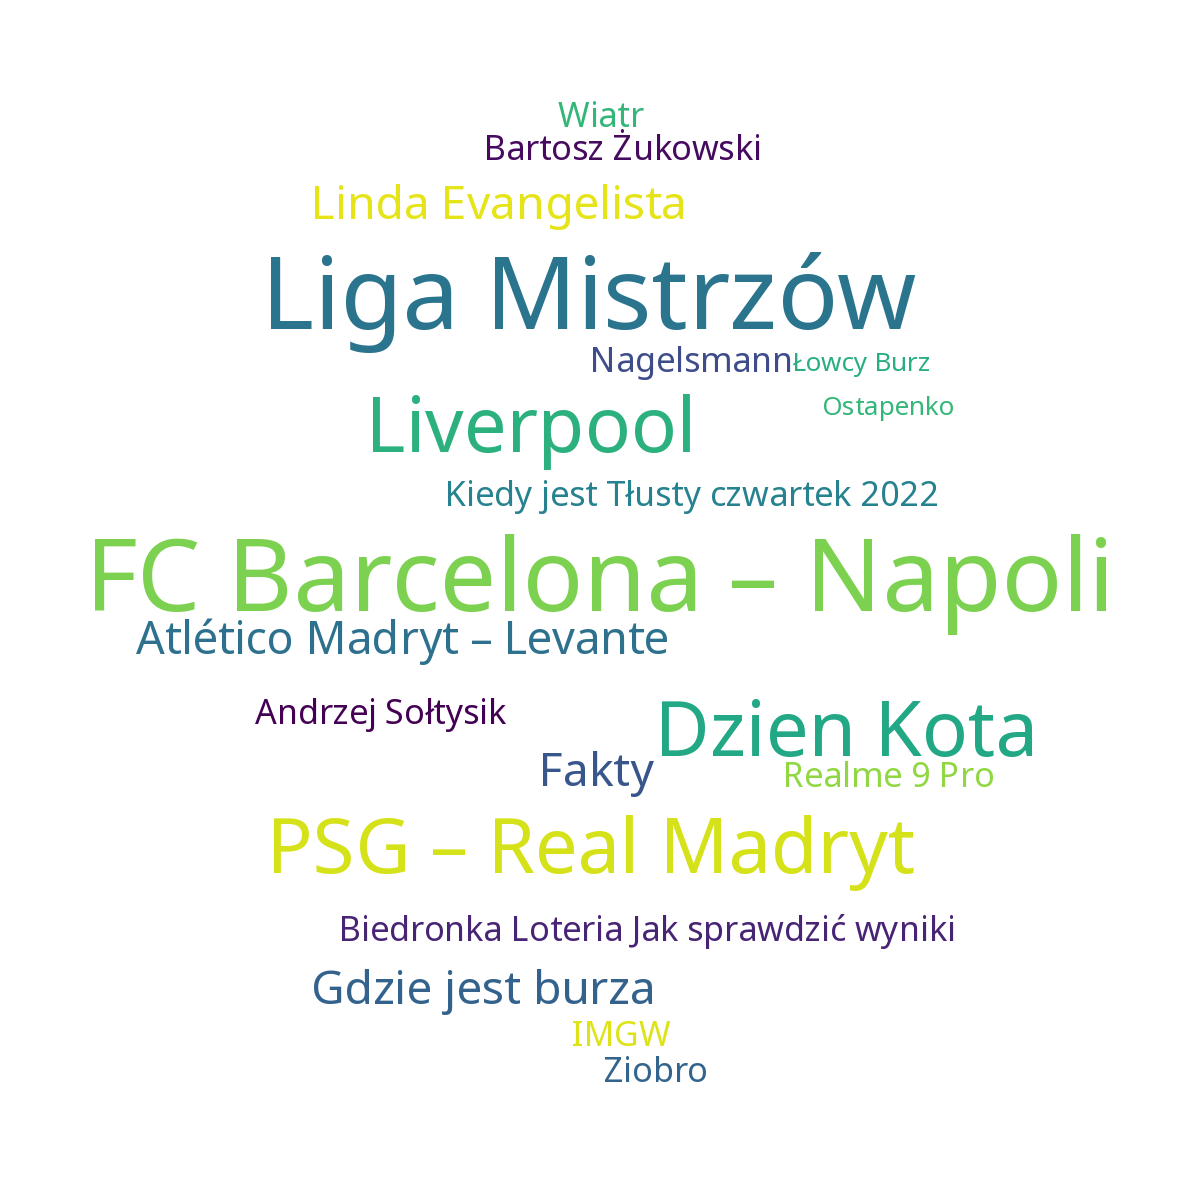 Wiatr
Bartosz Żukowski
Linda Evangelista
Liga Mistrzów
Nagelsmann
Łowcy Burz
Liverpool
Ostapenko
Kiedy jest Tłusty czwartek 2022
FC Barcelona – Napoli
Atlético Madryt – Levante
Andrzej Sołtysik
Dzien Kota
Fakty
Realme 9 Pro
PSG – Real Madryt
Biedronka Loteria Jak sprawdzić wyniki
Gdzie jest burza
IMGW
Ziobro